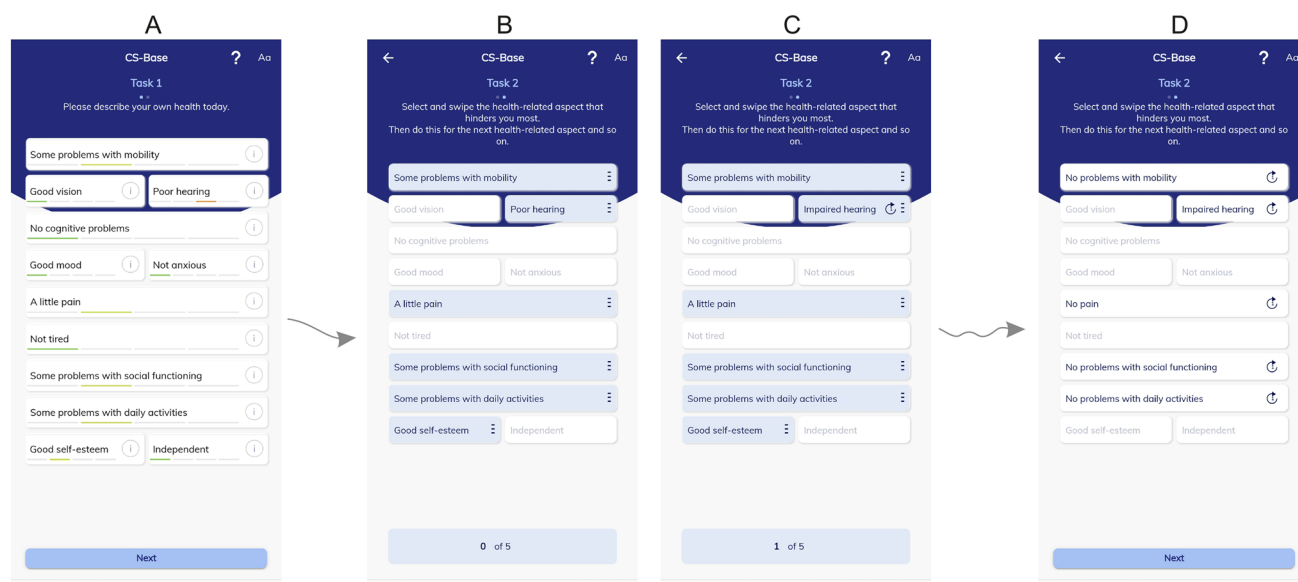 A
CS-Base ? Aa
Task 1
Please describe your own health today.
Some problems with mobility i
Good vision i Poor hearing i
No cognitive problems i
Good mood i Not anxious i
A little pain i
Not tired i
Some problems with social functioning i
Some problems with daily activities i
Good self-esteem i Independent i
Next
B
CS-Base ? Aa
Task 2
Select and swipe the health-related aspect that
hinders you most.
Then do this for the next health-related aspect and so
on.
Some problems with mobility
Good vision Poor hearing
No cognitive problems
Good mood Not anxious
A little pain
Not tired
Some problems with social functioning
Some problems with daily activities
Good self-esteem Independent
0 of 5
C
CS-Base ? Aa
Task 2
Select and swipe the health-related aspect that
hinders you most.
Then do this for the next health-related aspect and so
on.
Some problems with mobility
Good vision Impaired hearing
No cognitive problems
Good mood Not anxious
A little pain
Not tired
Some problems with social functioning
Some problems with daily activities
Good self-esteem Independent
1 of 5
D
CS-Base ? Aa
Task 2
Select and swipe the health-related aspect that
hinders you most.
Then do this for the next health-related aspect and so
on.
No problems with mobility
Good vision Impaired hearing
No cognitive problems
Good mood Not anxious
No pain
Not tired
No problems with social functioning
No problems with daily activities
Good self-esteem Independent
Next